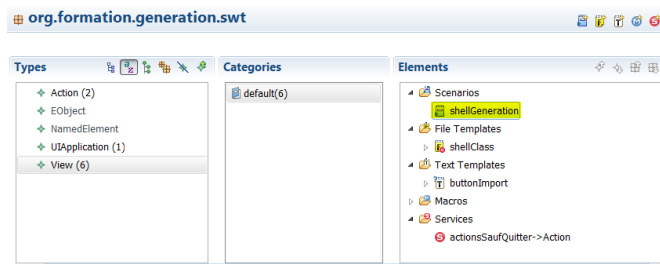 org.formation.generation.swt
Types
Categories
Elements
Action (2)
EObject
NamedElement
UIApplication (1)
View (6)
default(6)
Scenarios
shellGeneration
File Templates
shellClass
Text Templates
buttonImport
Macros
Services
actionsSaufQuitter->Action